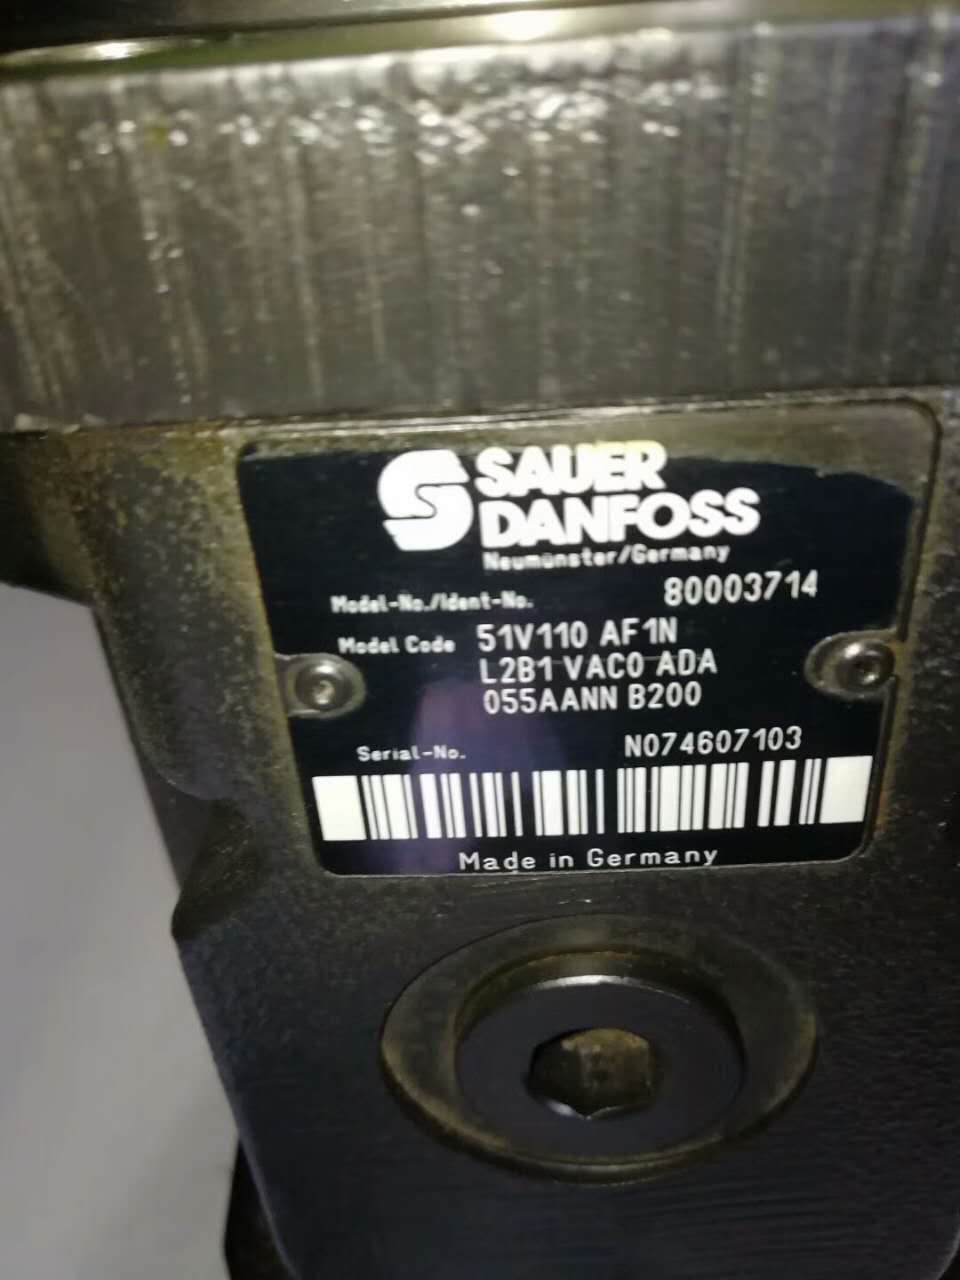 SAUER
DANFOSS
Neumünster/Germany
Model-No./Ident-No. 80003714
Model Code 51V110 AF1N
L2B1 VAC0 ADA
055AANN B200
Serial-No. N074607103
Made in Germany